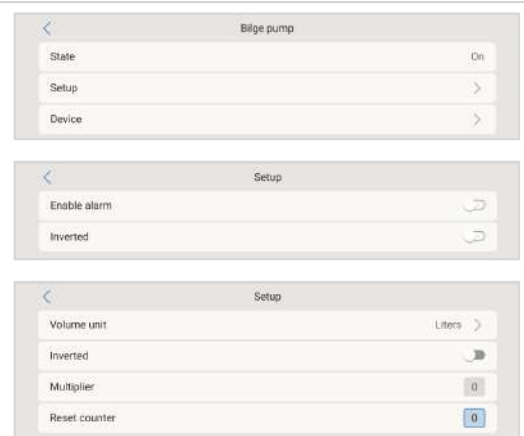 Bilge pump
State On
Setup
Device
Setup
Enable alarm
Inverted
Setup
Volume unit Liters
Inverted
Multiplier 0
Reset counter 0